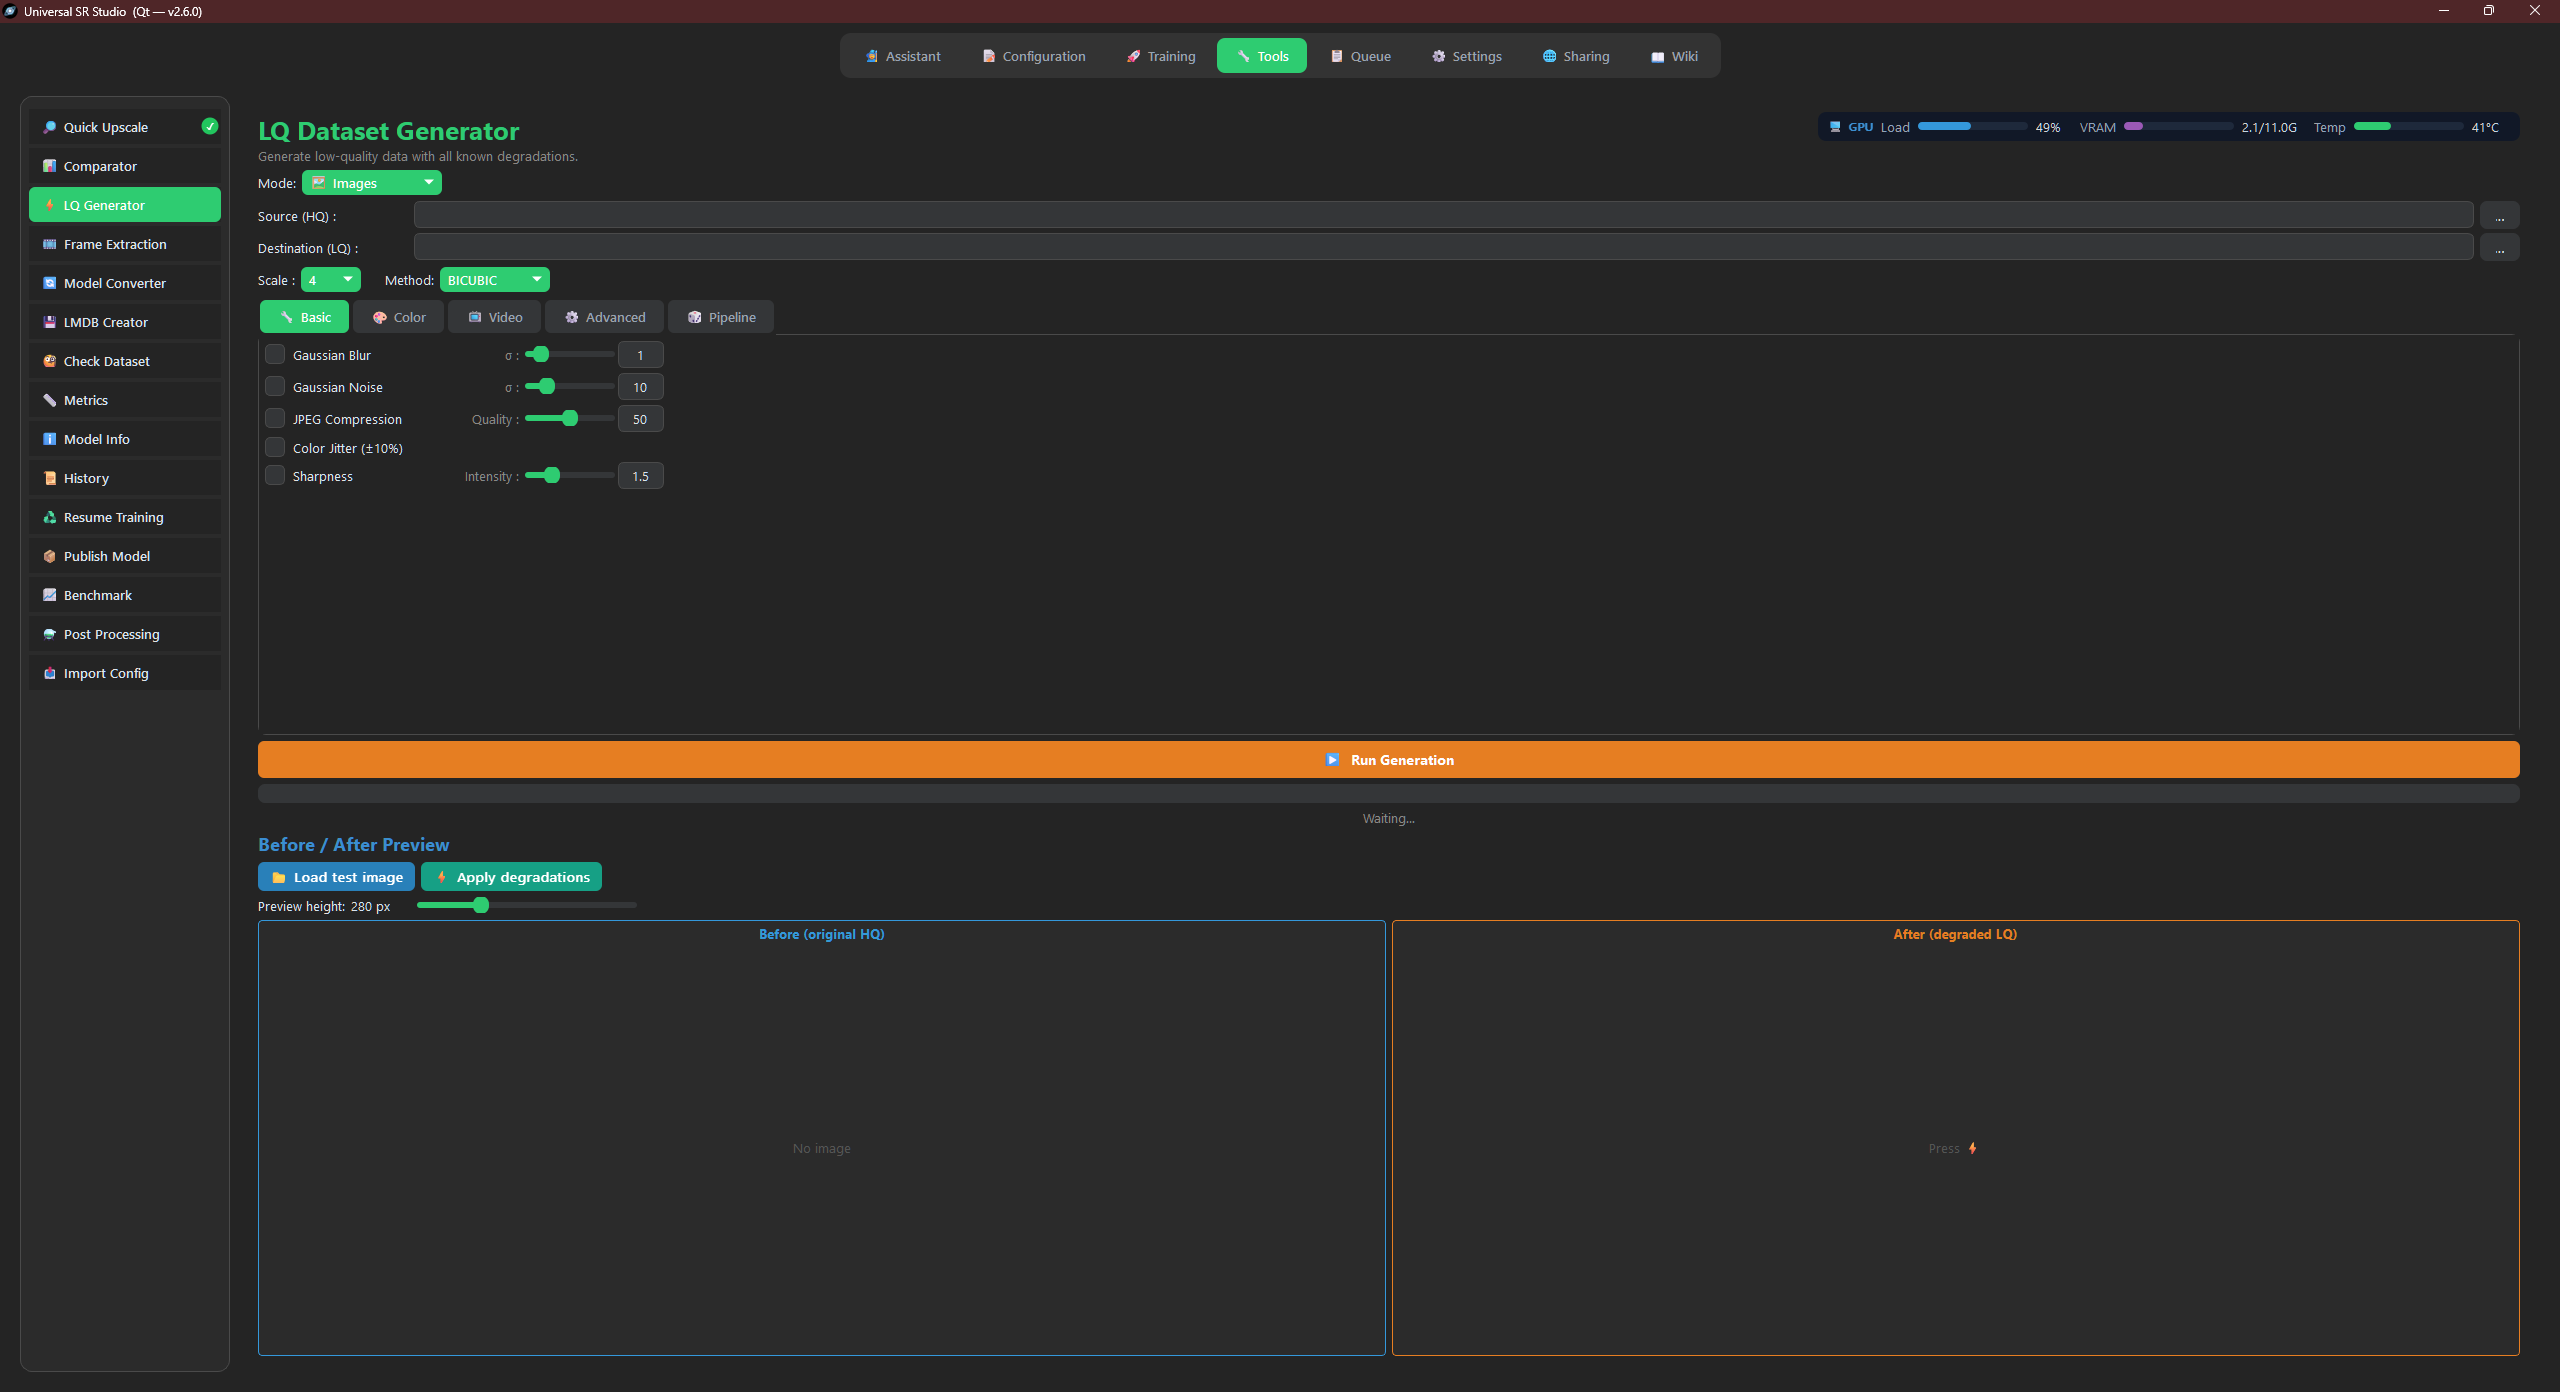 Universal SR Studio (Qt — v2.6.0)
Assistant Configuration Training Tools Queue Settings Sharing Wiki
Quick Upscale
Comparator
LQ Generator
Frame Extraction
Model Converter
LMDB Creator
Check Dataset
Metrics
Model Info
History
Resume Training
Publish Model
Benchmark
Post Processing
Import Config
LQ Dataset Generator
GPU Load 49% VRAM 2.1/11.0G Temp 41°C
Generate low-quality data with all known degradations.
Mode: Images
Source (HQ) : ...
Destination (LQ) : ...
Scale : 4 Method: BICUBIC
Basic Color Video Advanced Pipeline
Gaussian Blur σ : 1
Gaussian Noise σ : 10
JPEG Compression Quality : 50
Color Jitter (±10%)
Sharpness Intensity : 1.5
Run Generation
Waiting...
Before / After Preview
Load test image Apply degradations
Preview height: 280 px
Before (original HQ) After (degraded LQ)
No image Press